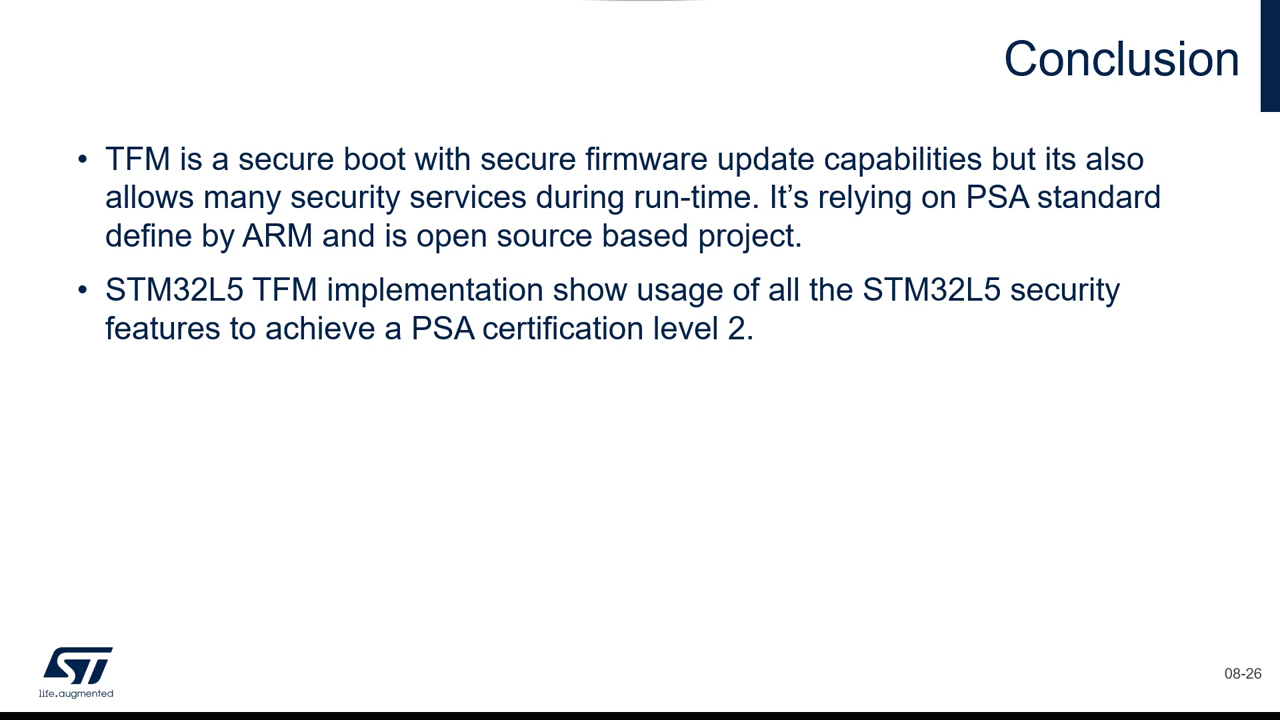 Conclusion
• TFM is a secure boot with secure firmware update capabilities but its also
allows many security services during run-time. It’s relying on PSA standard
define by ARM and is open source based project.
• STM32L5 TFM implementation show usage of all the STM32L5 security
features to achieve a PSA certification level 2.
ST
life.augmented
08-26